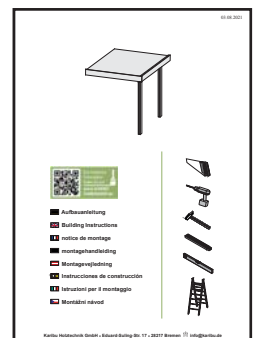 Aufbauanleitung
Building Instructions
notice de montage
montagehandleiding
Montagevejledning
Instrucciones de construcción
Istruzioni per il montaggio
Montážní návod
Karibu Holztechnik GmbH • Eduard-Suling-Str. 17 • 28217 Bremen info@karibu.de